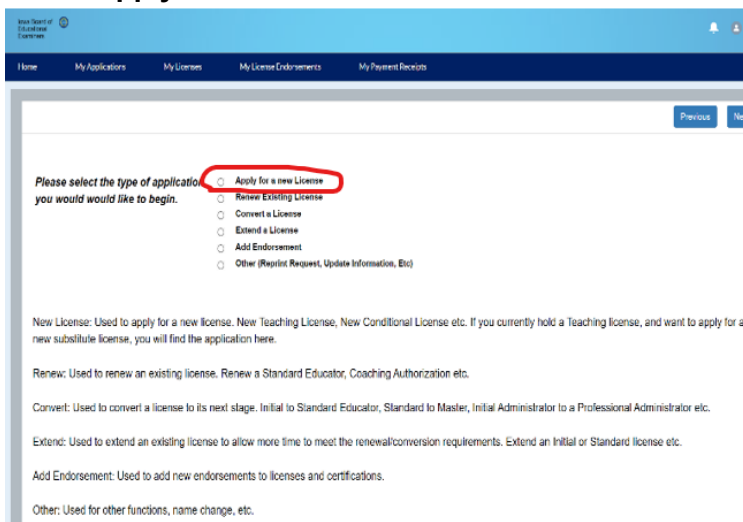 Iowa Board of
Educational
Examiners
Home My Applications My Licenses My License Endorsements My Payment Receipts
Previous Ne
Please select the type of application
you would would like to begin.
Apply for a new License
Renew Existing License
Convert a License
Extend a License
Add Endorsement
Other (Reprint Request, Update Information, Etc)
New License: Used to apply for a new license. New Teaching License, New Conditional License etc. If you currently hold a Teaching license, and want to apply for a
new substitute license, you will find the application here.
Renew: Used to renew an existing license. Renew a Standard Educator, Coaching Authorization etc.
Convert: Used to convert a license to its next stage. Initial to Standard Educator, Standard to Master, Initial Administrator to a Professional Administrator etc.
Extend: Used to extend an existing license to allow more time to meet the renewal/conversion requirements. Extend an Initial or Standard license etc.
Add Endorsement: Used to add new endorsements to licenses and certifications.
Other: Used for other functions, name change, etc.